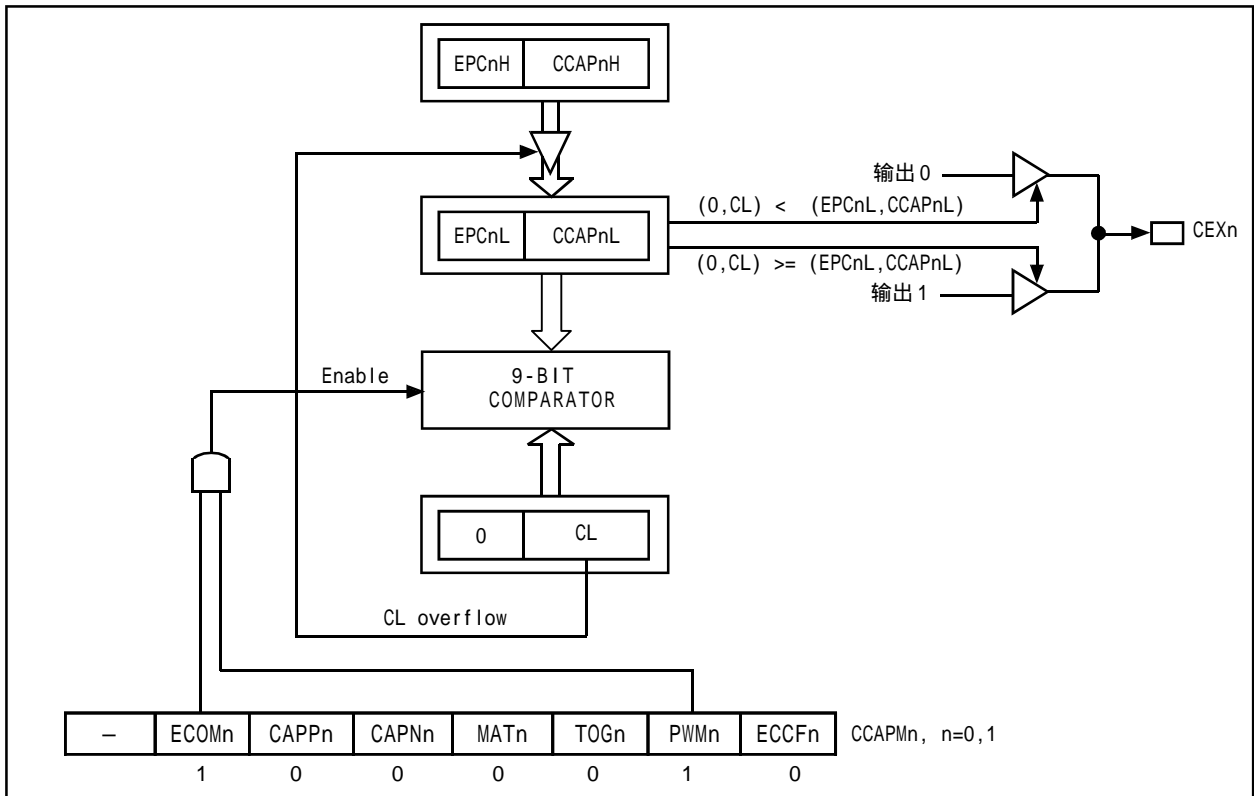 EPCnH CCAPnH
输出0
(0,CL) < (EPCnL,CCAPnL)
EPCnL CCAPnL
CEXn
(0,CL) >= (EPCnL,CCAPnL)
输出1
Enable
9-BIT
COMPARATOR
0 CL
CL overflow
— ECOMn CAPPn CAPNn MATn TOGn PWMn ECCFn CCAPMn, n=0,1
1 0 0 0 0 1 0